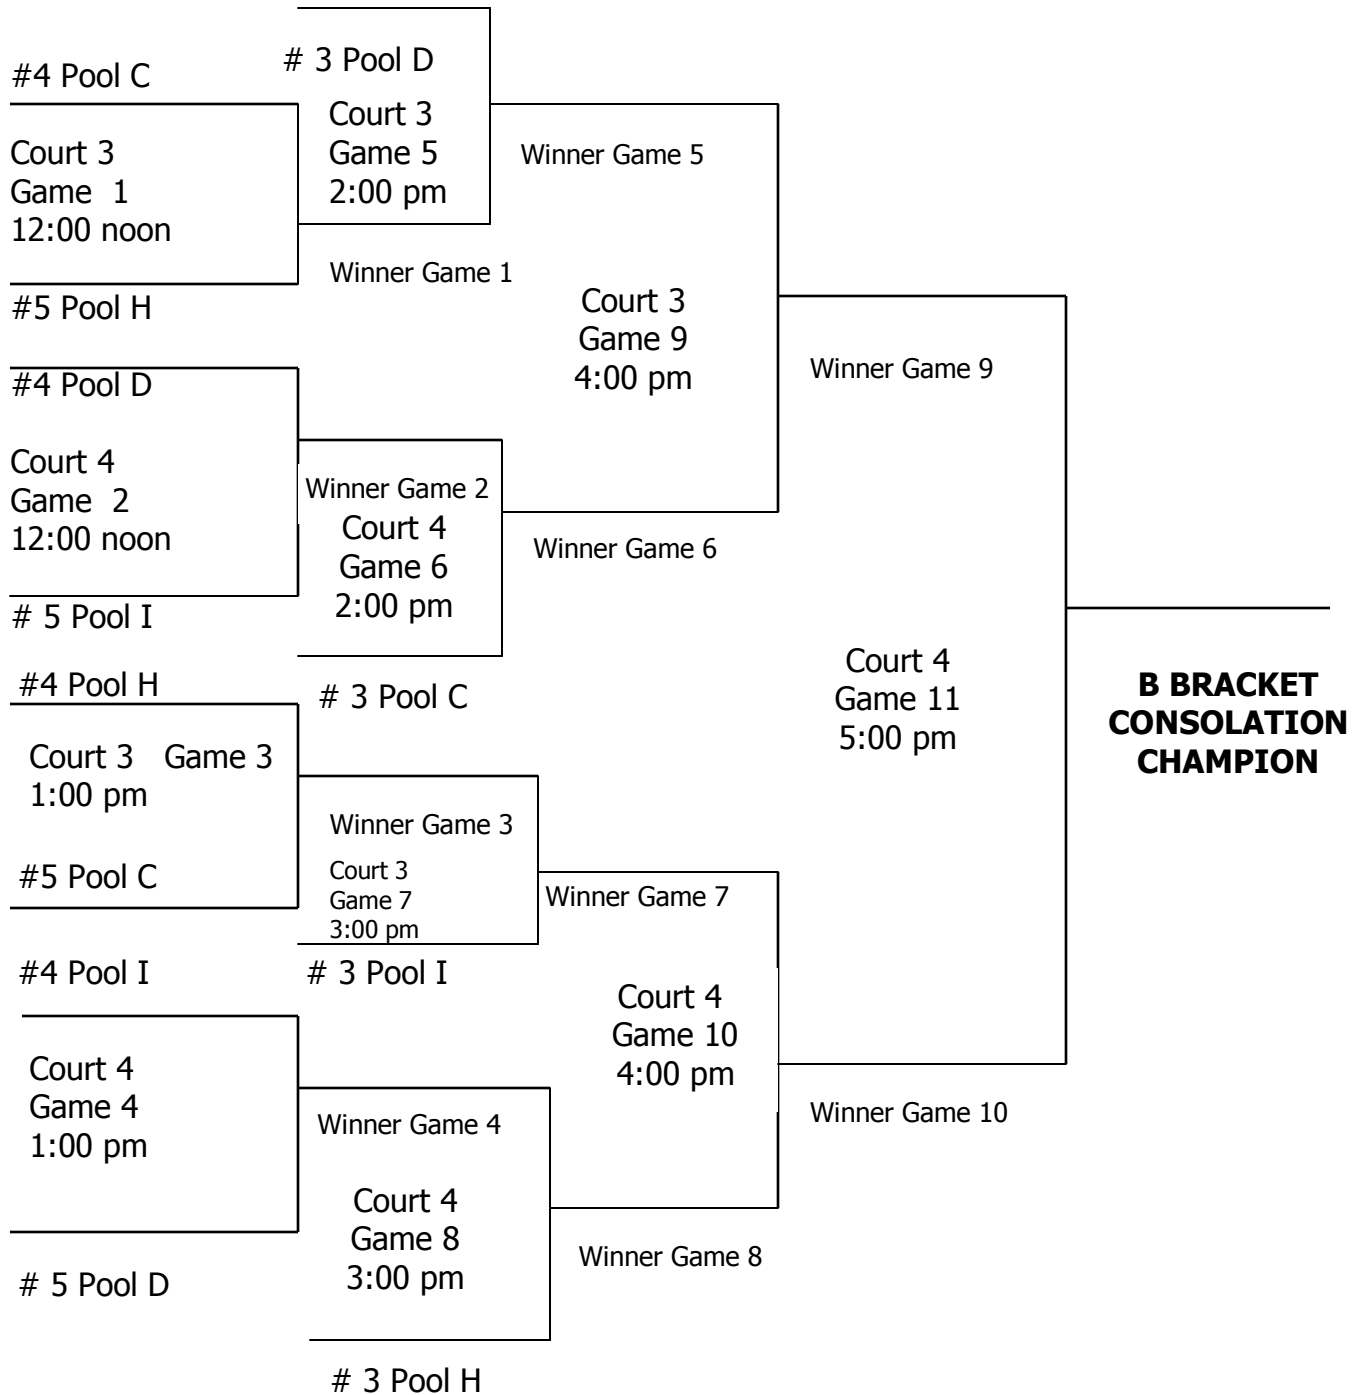 #4 Pool C
# 3 Pool D
Court 3
Game 5
2:00 pm
Court 3
Game  1
12:00 noon
Winner Game 5
Winner Game 1
#5 Pool H
Court 3
Game 9
4:00 pm
Winner Game 9
#4 Pool D
Court 4
Game  2
12:00 noon
Winner Game 2
Court 4
Game 6
2:00 pm
Winner Game 6
# 5 Pool I
# 3 Pool C
#4 Pool H
Court 3   Game 3
1:00 pm
Court 4
Game 11
5:00 pm
B BRACKET
CONSOLATION
CHAMPION
Winner Game 3
Court 3
Game 7
3:00 pm
#5 Pool C
Winner Game 7
#4 Pool I
# 3 Pool I
Court 4
Game 10
4:00 pm
Court 4
Game 4
1:00 pm
Winner Game 4
Winner Game 10
Court 4
Game 8
3:00 pm
Winner Game 8
# 5 Pool D
# 3 Pool H